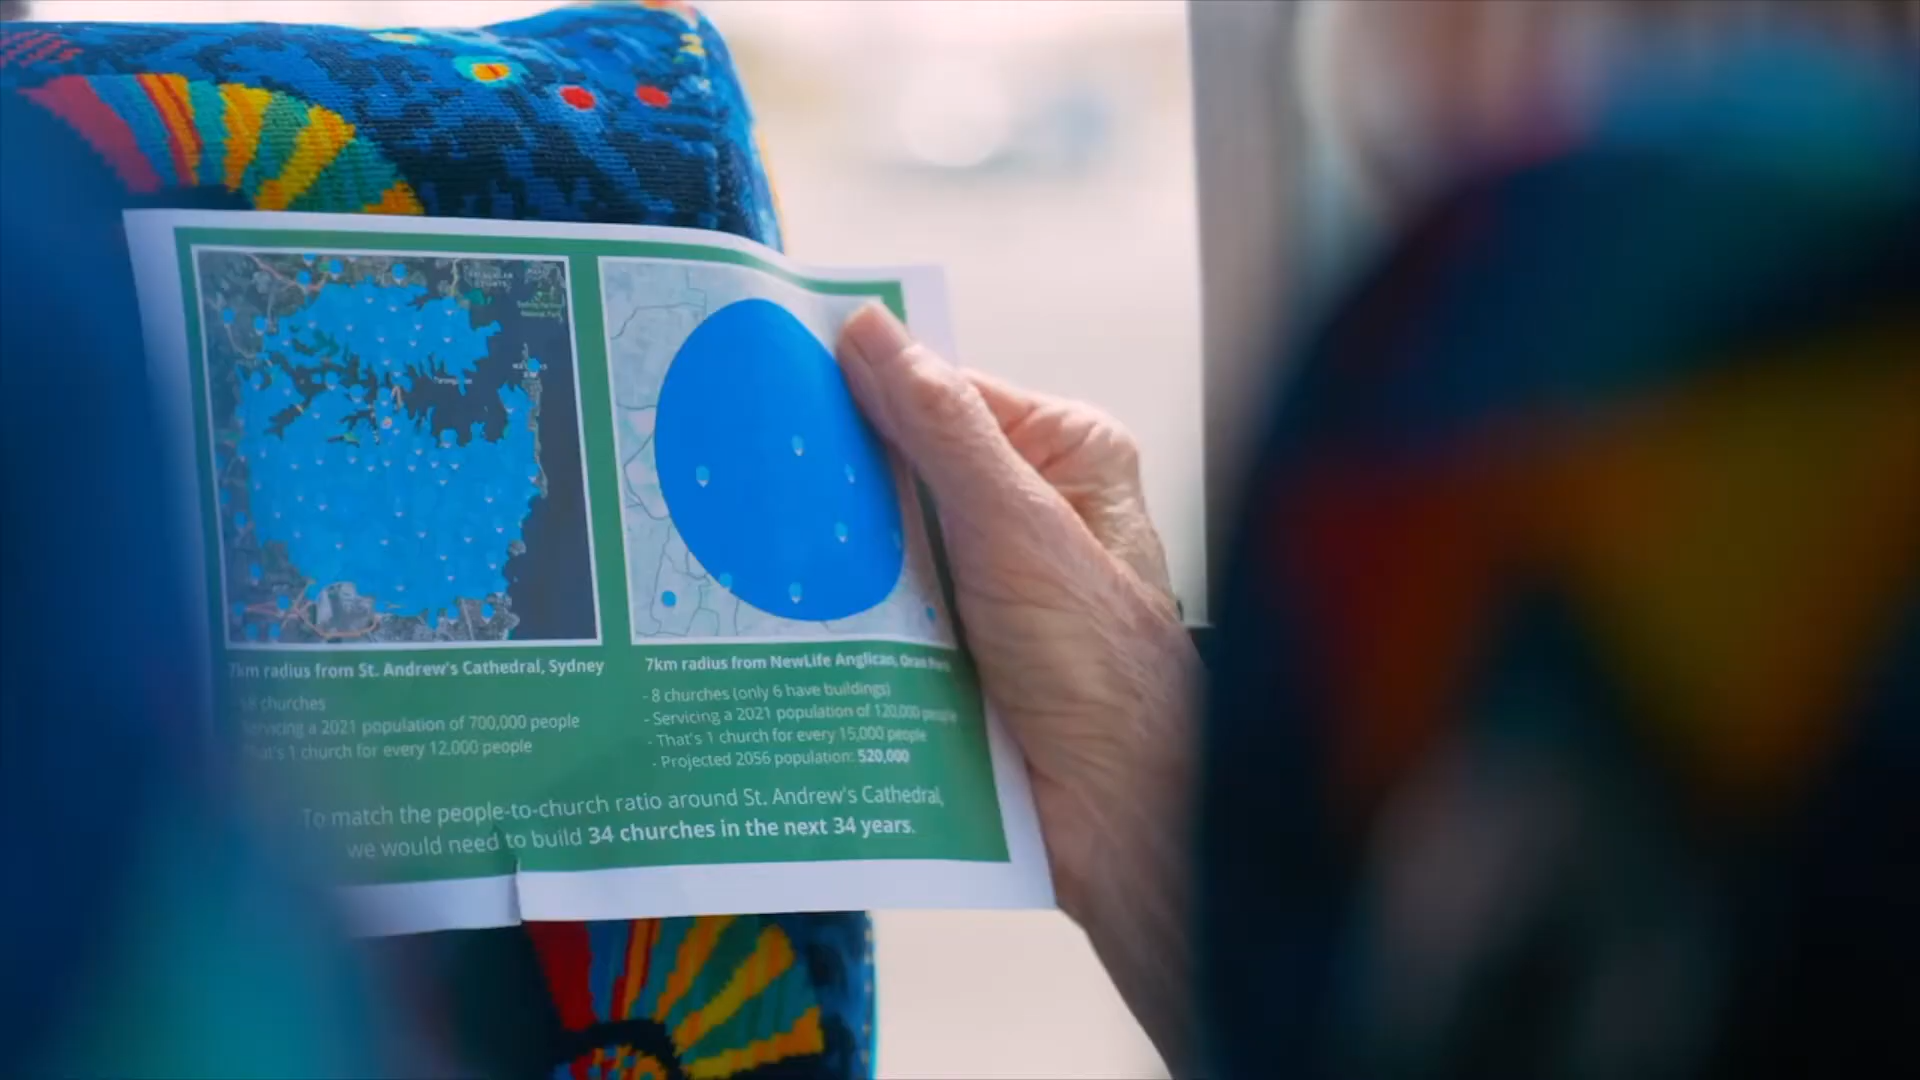 7km radius from St. Andrew's Cathedral, Sydney
churches
Servicing a 2021 population of 700,000 people
That's 1 church for every 12,000 people
7km radius from NewLife Anglican, Oran
- 8 churches (only 6 have buildings)
- Servicing a 2021 population of 120,000 people
- That's 1 church for every 15,000 people
- Projected 2056 population: 520,000
To match the people-to-church ratio around St. Andrew's Cathedral,
we would need to build 34 churches in the next 34 years.